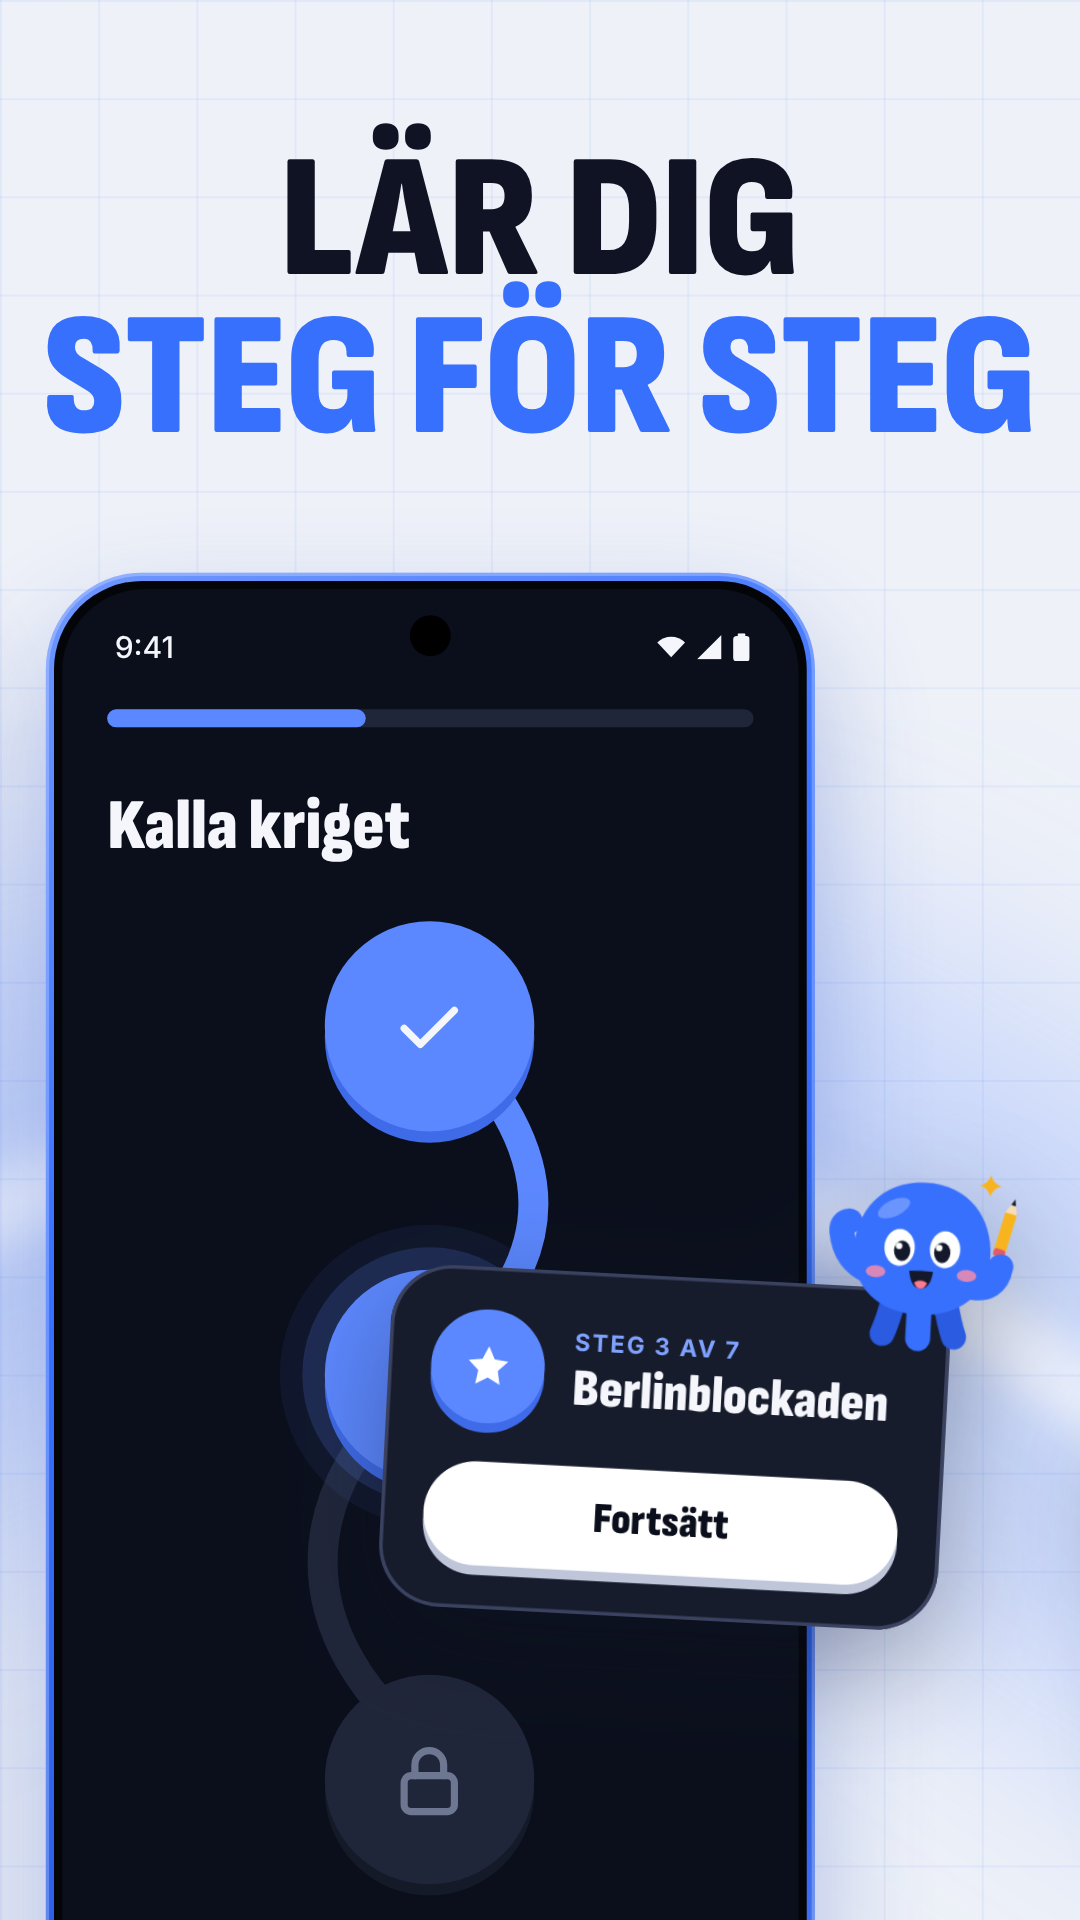 LÄR DIG
STEG FÖR STEG
9:41
Kalla kriget
STEG 3 AV 7
Berlinblockaden
Fortsätt